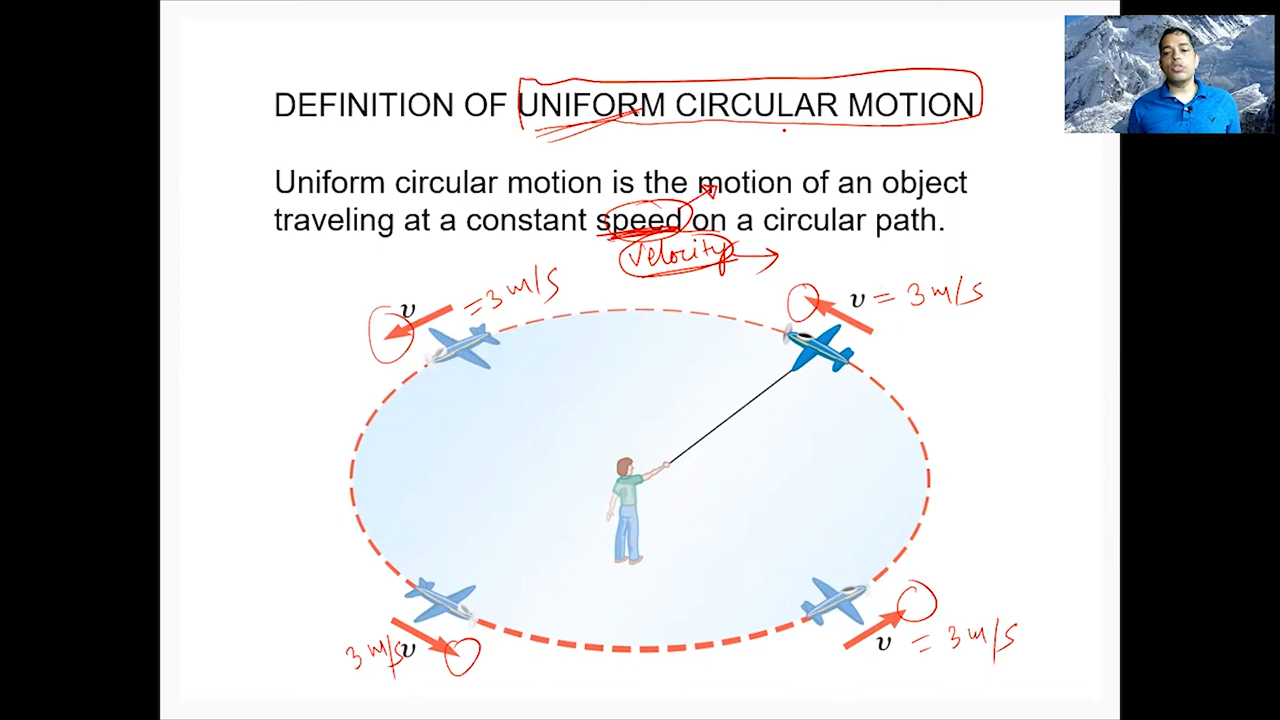 DEFINITION OF UNIFORM CIRCULAR MOTION
Uniform circular motion is the motion of an object
traveling at a constant speed on a circular path.
velocity
υ = 3 m/s
υ = 3 m/s
3 m/s υ
υ = 3 m/s